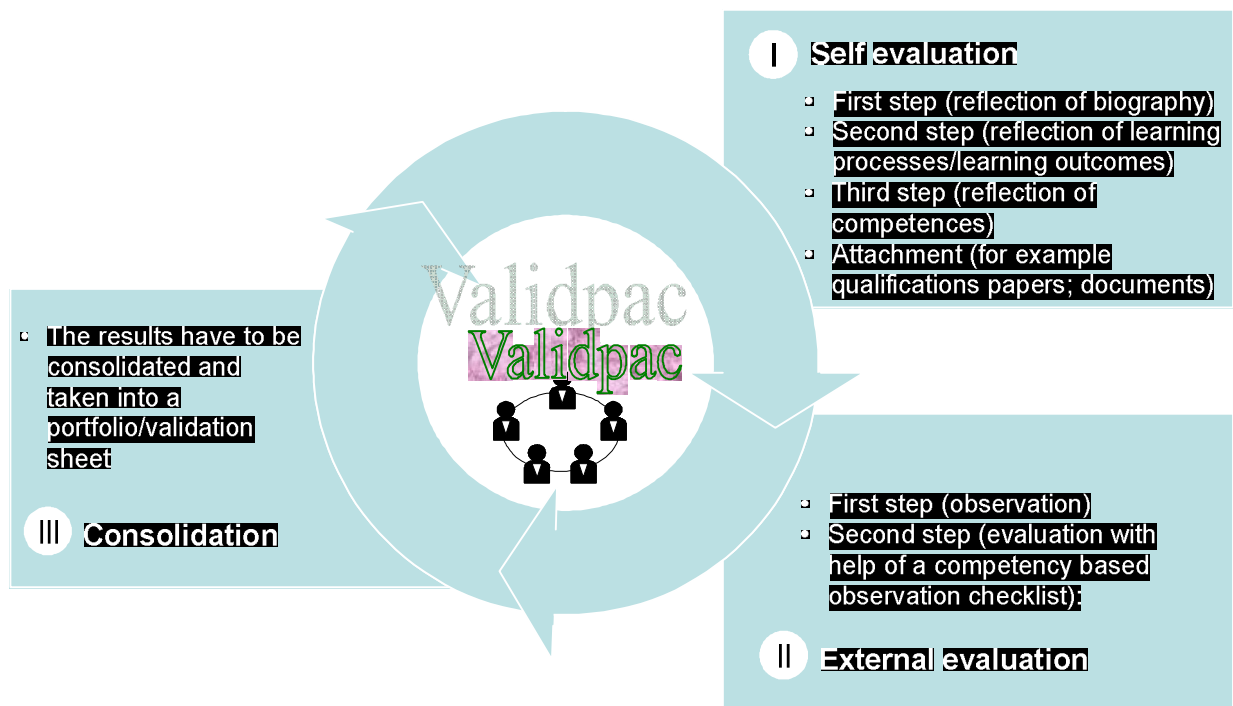 I Self evaluation
First step (reflection of biography)
Second step (reflection of learning
processes/learning outcomes)
Third step (reflection of
competences)
Attachment (for example
qualifications papers; documents)
Validpac
Validpac
The results have to be
consolidated and
taken into a
portfolio/validation
sheet
III Consolidation
First step (observation)
Second step (evaluation with
help of a competency based
observation checklist):
II External evaluation